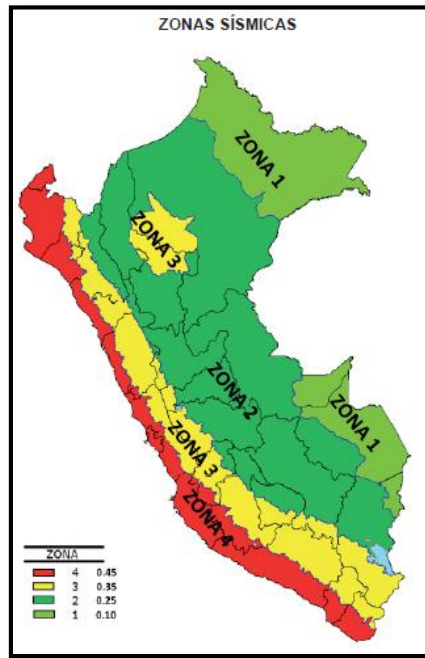 ZONAS SÍSMICAS
ZONA 1
ZONA 3
ZONA 2
ZONA 1
ZONA 3
ZONA 4
ZONA
4 0.45
3 0.35
2 0.25
1 0.10